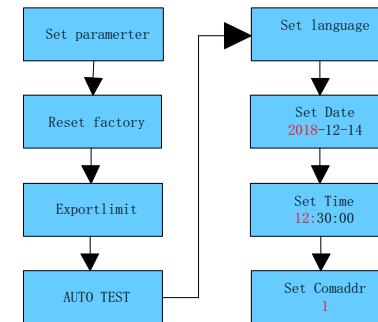 Set paramerter
Reset factory
Exportlimit
AUTO TEST
Set language
Set Date
2018-12-14
Set Time
12:30:00
Set Comaddr
1